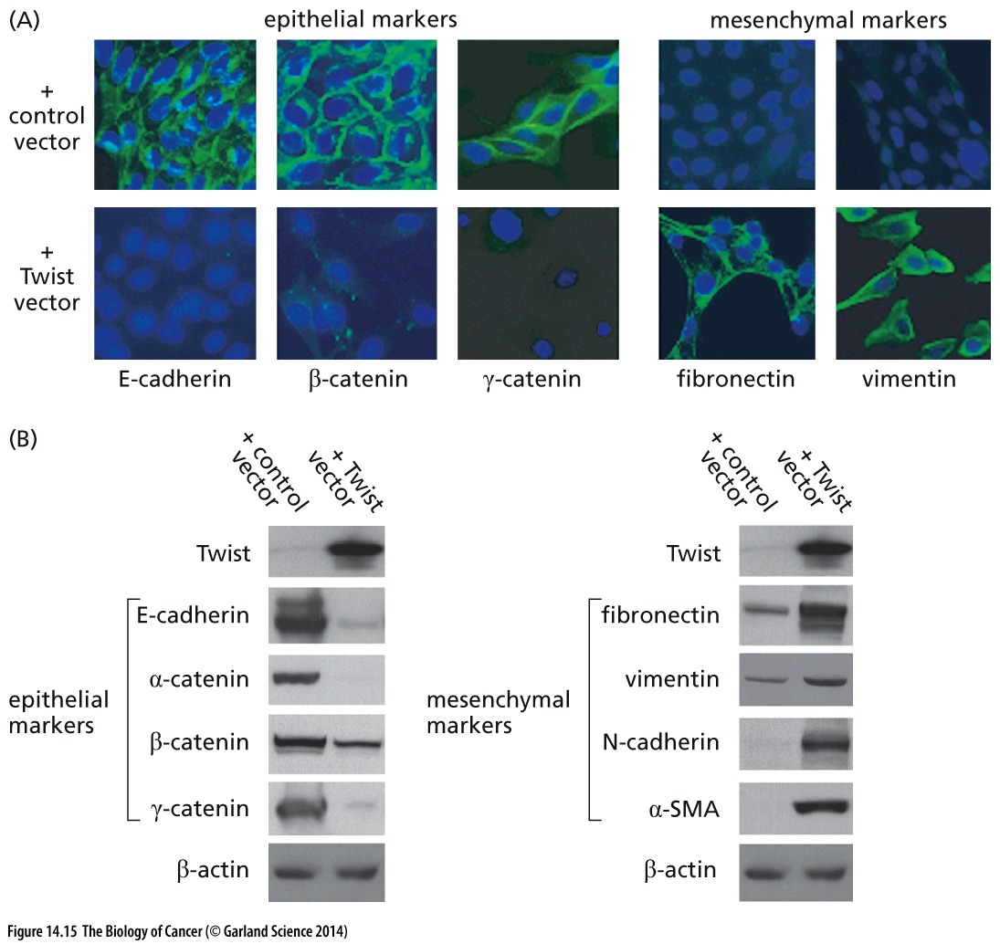 (A)
epithelial markers
mesenchymal markers
+
control
vector
+
Twist
vector
E-cadherin
β-catenin
γ-catenin
fibronectin
vimentin
(B)
+ control
vector
+ Twist
vector
Twist
E-cadherin
α-catenin
β-catenin
γ-catenin
β-actin
epithelial
markers
+ control
vector
+ Twist
vector
Twist
fibronectin
vimentin
N-cadherin
α-SMA
β-actin
mesenchymal
markers
Figure 14.15 The Biology of Cancer (© Garland Science 2014)